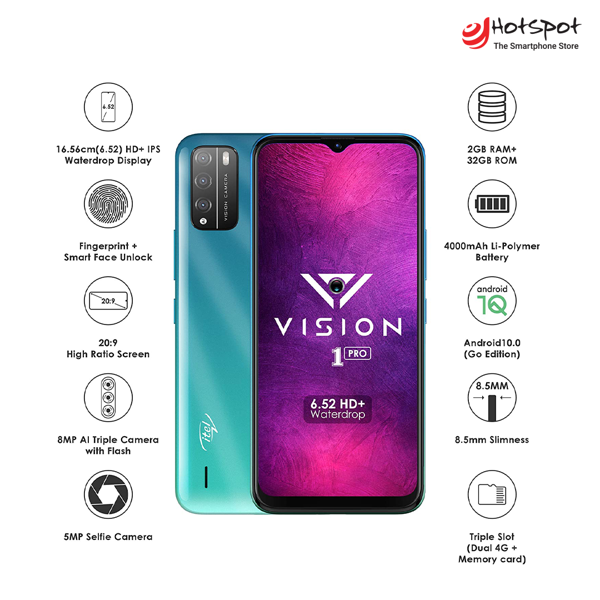 HOTSPOT
The Smartphone Store
6.52
16.56cm(6.52) HD+ IPS
Waterdrop Display
Fingerprint +
Smart Face Unlock
20:9
20:9
High Ratio Screen
8MP AI Triple Camera
with Flash
5MP Selfie Camera
VISION CAMERA
itel
VISION
1 PRO
6.52 HD+
Waterdrop
2GB RAM+
32GB ROM
4000mAh Li-Polymer
Battery
android
10
Android10.0
(Go Edition)
8.5MM
8.5mm Slimness
Triple Slot
(Dual 4G +
Memory card)